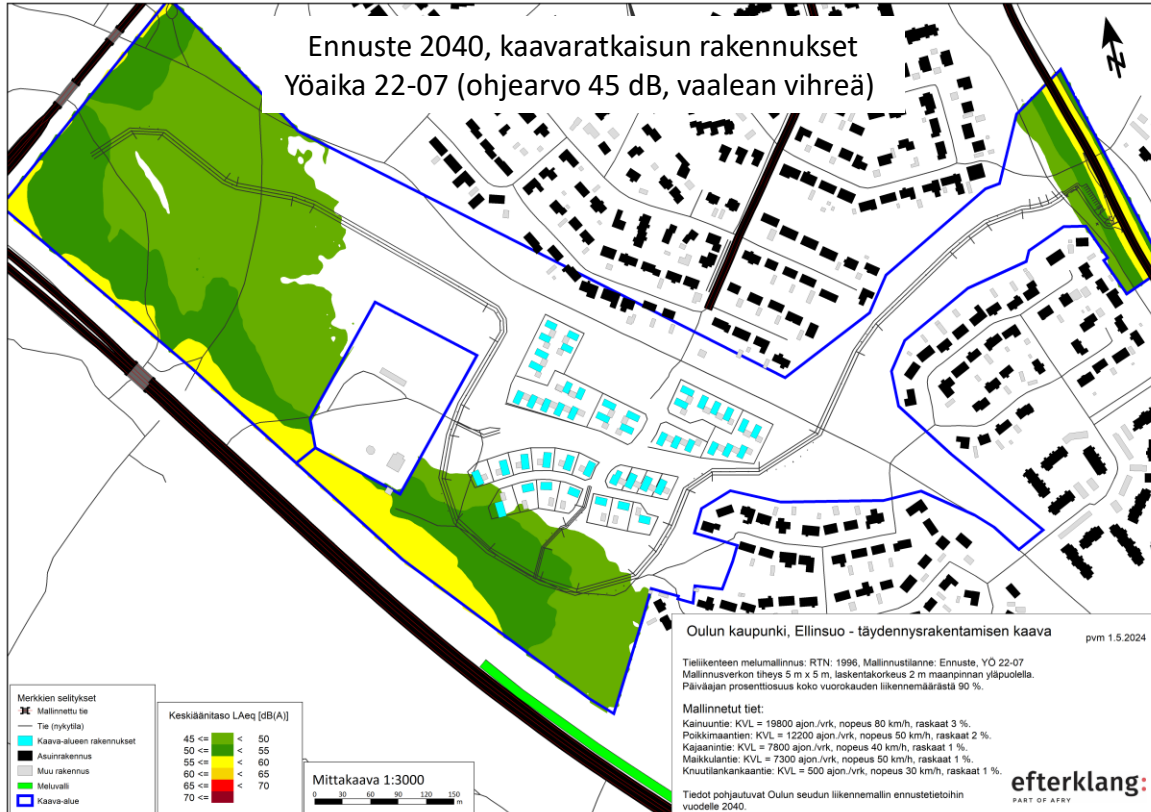 Ennuste 2040, kaavaratkaisun rakennukset
Yöaika 22-07 (ohjearvo 45 dB, vaalean vihreä)
N
Oulun kaupunki, Ellinsuo - täydennysrakentamisen kaava
pvm 1.5.2024
Tieliikenteen melumallinnus: RTN: 1996, Mallinnustilanne: Ennuste, YÖ 22-07
Mallinnusverkon tiheys 5 m x 5 m, laskentakorkeus 2 m maanpinnan yläpuolella.
Päiväajan prosenttiosuus koko vuorokauden liikennemäärästä 90 %.
Mallinnetut tiet:
Kainuuntie: KVL = 19800 ajon./vrk, nopeus 80 km/h, raskaat 3 %.
Poikkimaantien: KVL = 12200 ajon./vrk, nopeus 50 km/h, raskaat 2 %.
Kajaanintie: KVL = 7800 ajon./vrk, nopeus 40 km/h, raskaat 1 %.
Maikkulantie: KVL = 7300 ajon./vrk, nopeus 50 km/h, raskaat 1 %.
Knuutilankankaantie: KVL = 500 ajon./vrk, nopeus 30 km/h, raskaat 1 %.
Tiedot pohjautuvat Oulun seudun liikennemallin ennustetietoihin
vuodelle 2040.
efterklang:
PART OF AFRY
Merkkien selitykset
Mallinnettu tie
Tie (nykytila)
Kaava-alueen rakennukset
Asuinrakennus
Muu rakennus
Meluvalli
Kaava-alue
Keskiäänitaso LAeq [dB(A)]
45 <= < 50
50 <= < 55
55 <= < 60
60 <= < 65
65 <= < 70
70 <=
Mittakaava 1:3000
0 30 60 90 120 150
m